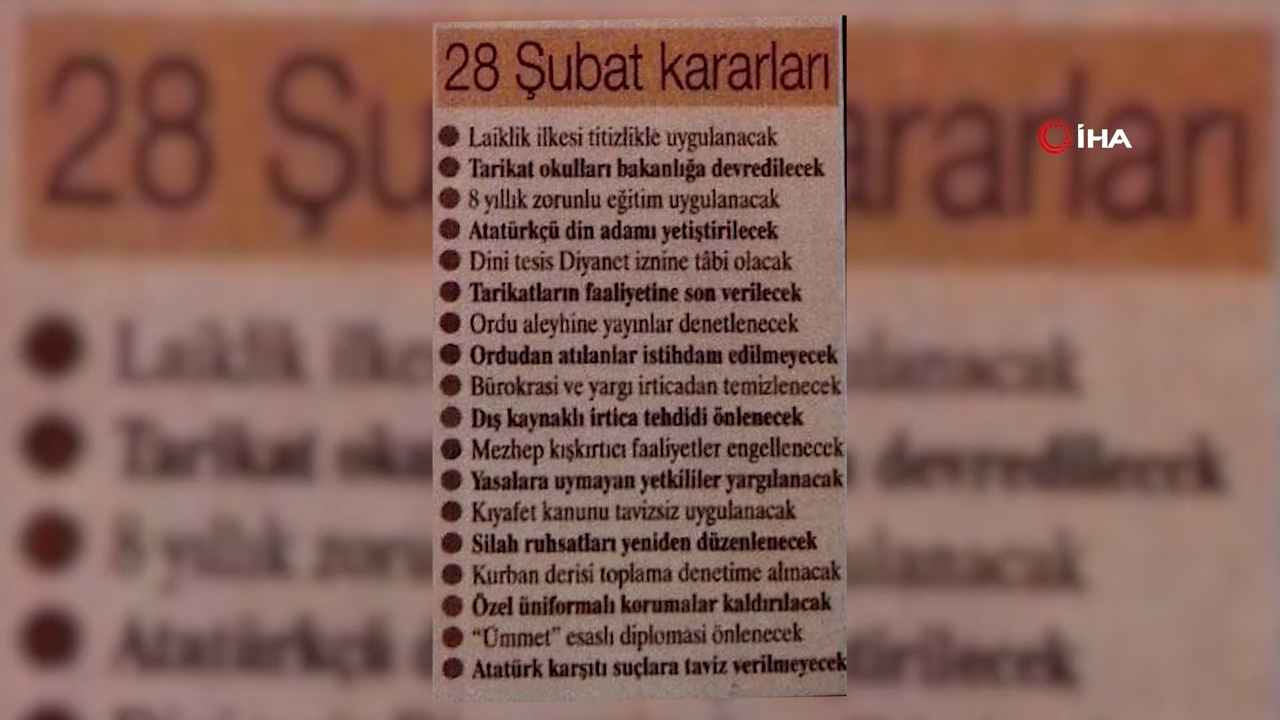 28 Şubat kararları
İHA
● Laiklik ilkesi titizlikle uygulanacak
● Tarikat okulları bakanlığa devredilecek
● 8 yıllık zorunlu eğitim uygulanacak
● Atatürkçü din adamı yetiştirilecek
● Dini tesis Diyanet iznine tâbi olacak
● Tarikatların faaliyetine son verilecek
● Ordu aleyhine yayınlar denetlenecek
● Ordudan atılanlar istihdam edilmeyecek
● Bürokrasi ve yargı irticadan temizlenecek
● Dış kaynaklı irtica tehdidi önlenecek
● Mezhep kışkırtıcı faaliyetler engellenecek
● Yasalara uymayan yetkililer yargılanacak
● Kıyafet kanunu tavizsiz uygulanacak
● Silah ruhsatları yeniden düzenlenecek
● Kurban derisi toplama denetime alınacak
● Özel üniformalı korumalar kaldırılacak
● “Ümmet” esaslı diplomasi önlenecek
● Atatürk karşıtı suçlara taviz verilmeyecek